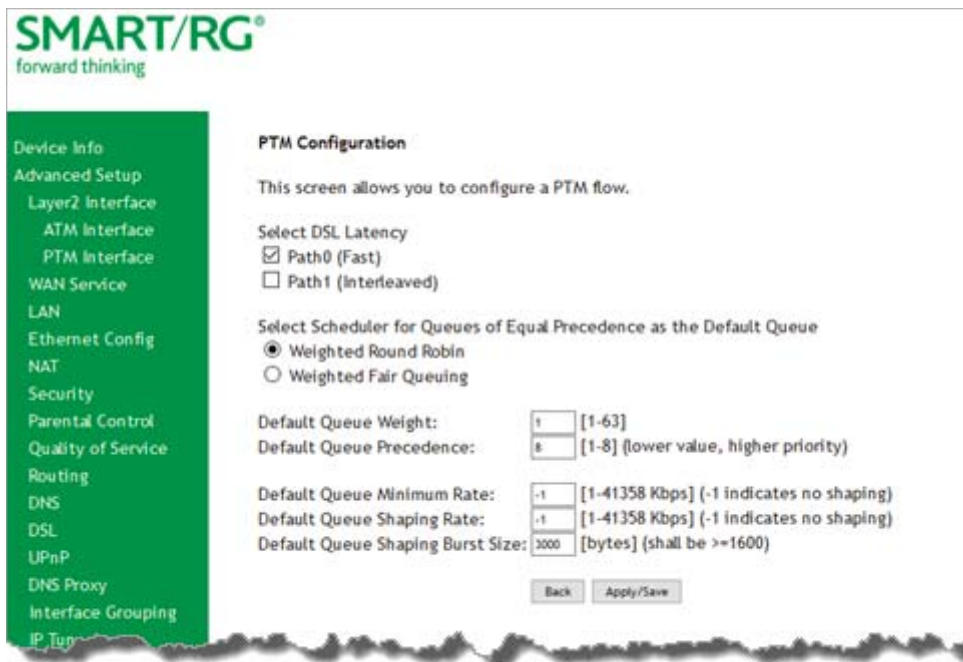 SMART/RG®
forward thinking
Device Info
Advanced Setup
Layer2 Interface
ATM Interface
PTM Interface
WAN Service
LAN
Ethernet Config
NAT
Security
Parental Control
Quality of Service
Routing
DNS
DSL
UPnP
DNS Proxy
Interface Grouping
IP
PTM Configuration
This screen allows you to configure a PTM flow.
Select DSL Latency
Path0 (Fast)
Path1 (Interleaved)
Select Scheduler for Queues of Equal Precedence as the Default Queue
Weighted Round Robin
Weighted Fair Queuing
Default Queue Weight: 1 [1-63]
Default Queue Precedence: 8 [1-8] (lower value, higher priority)
Default Queue Minimum Rate: -1 [1-41358 Kbps] (-1 indicates no shaping)
Default Queue Shaping Rate: -1 [1-41358 Kbps] (-1 indicates no shaping)
Default Queue Shaping Burst Size: 3000 [bytes] (shall be >=1600)
Back Apply/Save